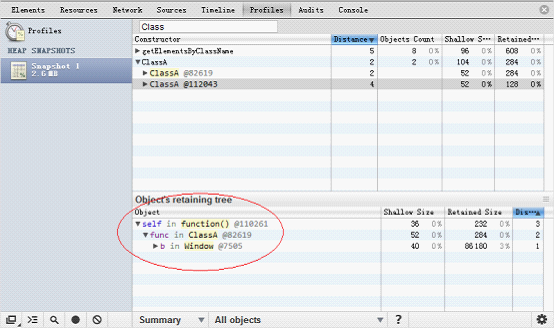 Elements Resources Network Sources Timeline Profiles Audits Console
Profiles
HEAP SNAPSHOTS
Snapshot 1
2.6MB
Class
Constructor Distance▼ Objects Count Shallow S… Retained…
▶getElementsByClassName 5 8 0% 96 0% 608 0%
▼ClassA 2 2 0% 104 0% 284 0%
▶ClassA @82619 2 52 0% 284 0%
▶ClassA @112043 4 52 0% 128 0%
Object's retaining tree
Object Shallow Size Retained Size Dis…▲
▼self in function() @110261 36 0% 232 0% 3
▼func in ClassA @82619 52 0% 284 0% 2
▶b in Window @7505 40 0% 86180 3% 1
Summary ▼ All objects ▼ ?